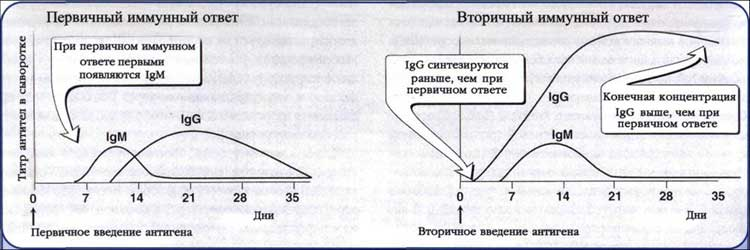 Первичный иммунный ответ
При первичном иммунном
ответе первыми
появляются IgM
Титр антител в сыворотке
IgM
IgG
0 7 14 21 28 35
Дни
Первичное введение антигена
Вторичный иммунный ответ
IgG синтезируются
раньше, чем при
первичном ответе
IgG
IgM
Конечная концентрация
IgG выше, чем при
первичном ответе
0 7 14 21 28 35
Дни
Вторичное введение антигена